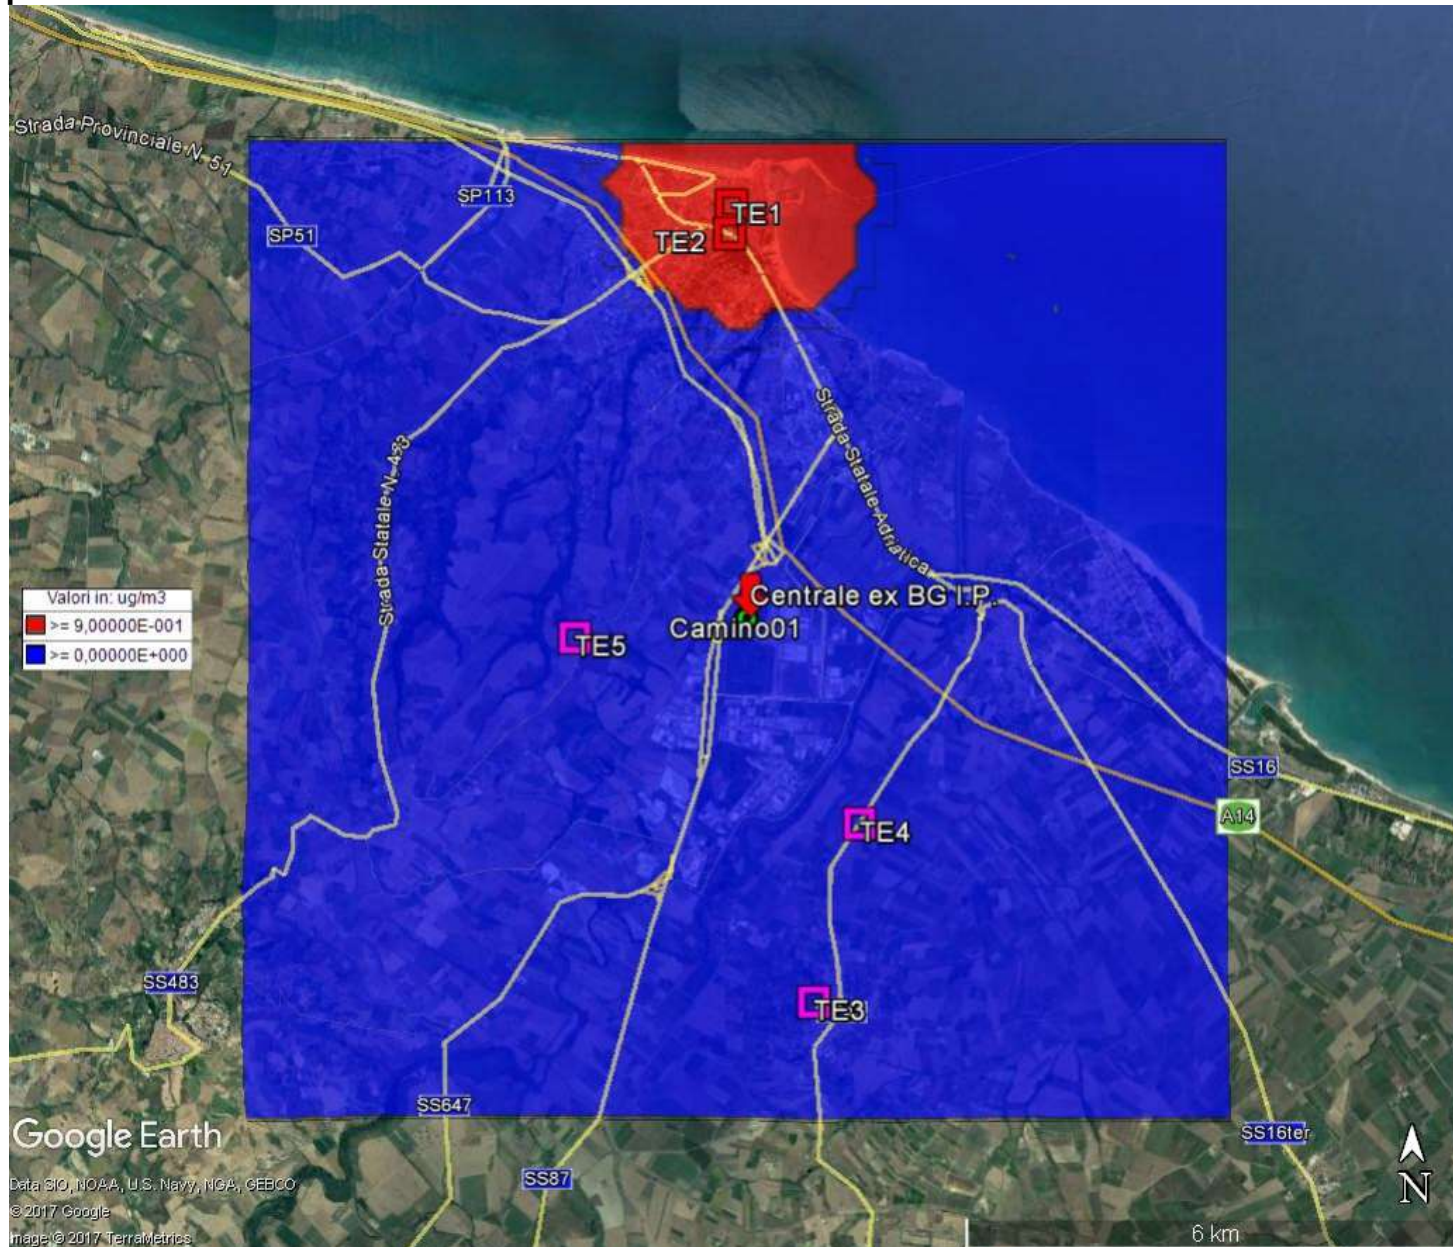 Strada Provinciale N. 51
SP113
SP51
TE1
TE2
Strada Statale N. 483
Strada Statale Adriatica
Valori in: ug/m3
>= 9,00000E-001
>= 0,00000E+000
Centrale ex BG I.P.
Camino01
TE5
SS16
A14
TE4
SS483
TE3
SS647
Google Earth
SS16ter
Data SIO, NOAA, U.S. Navy, NGA, GEBCO
SS87
N
© 2017 Google
Image © 2017 TerraMetrics
6 km